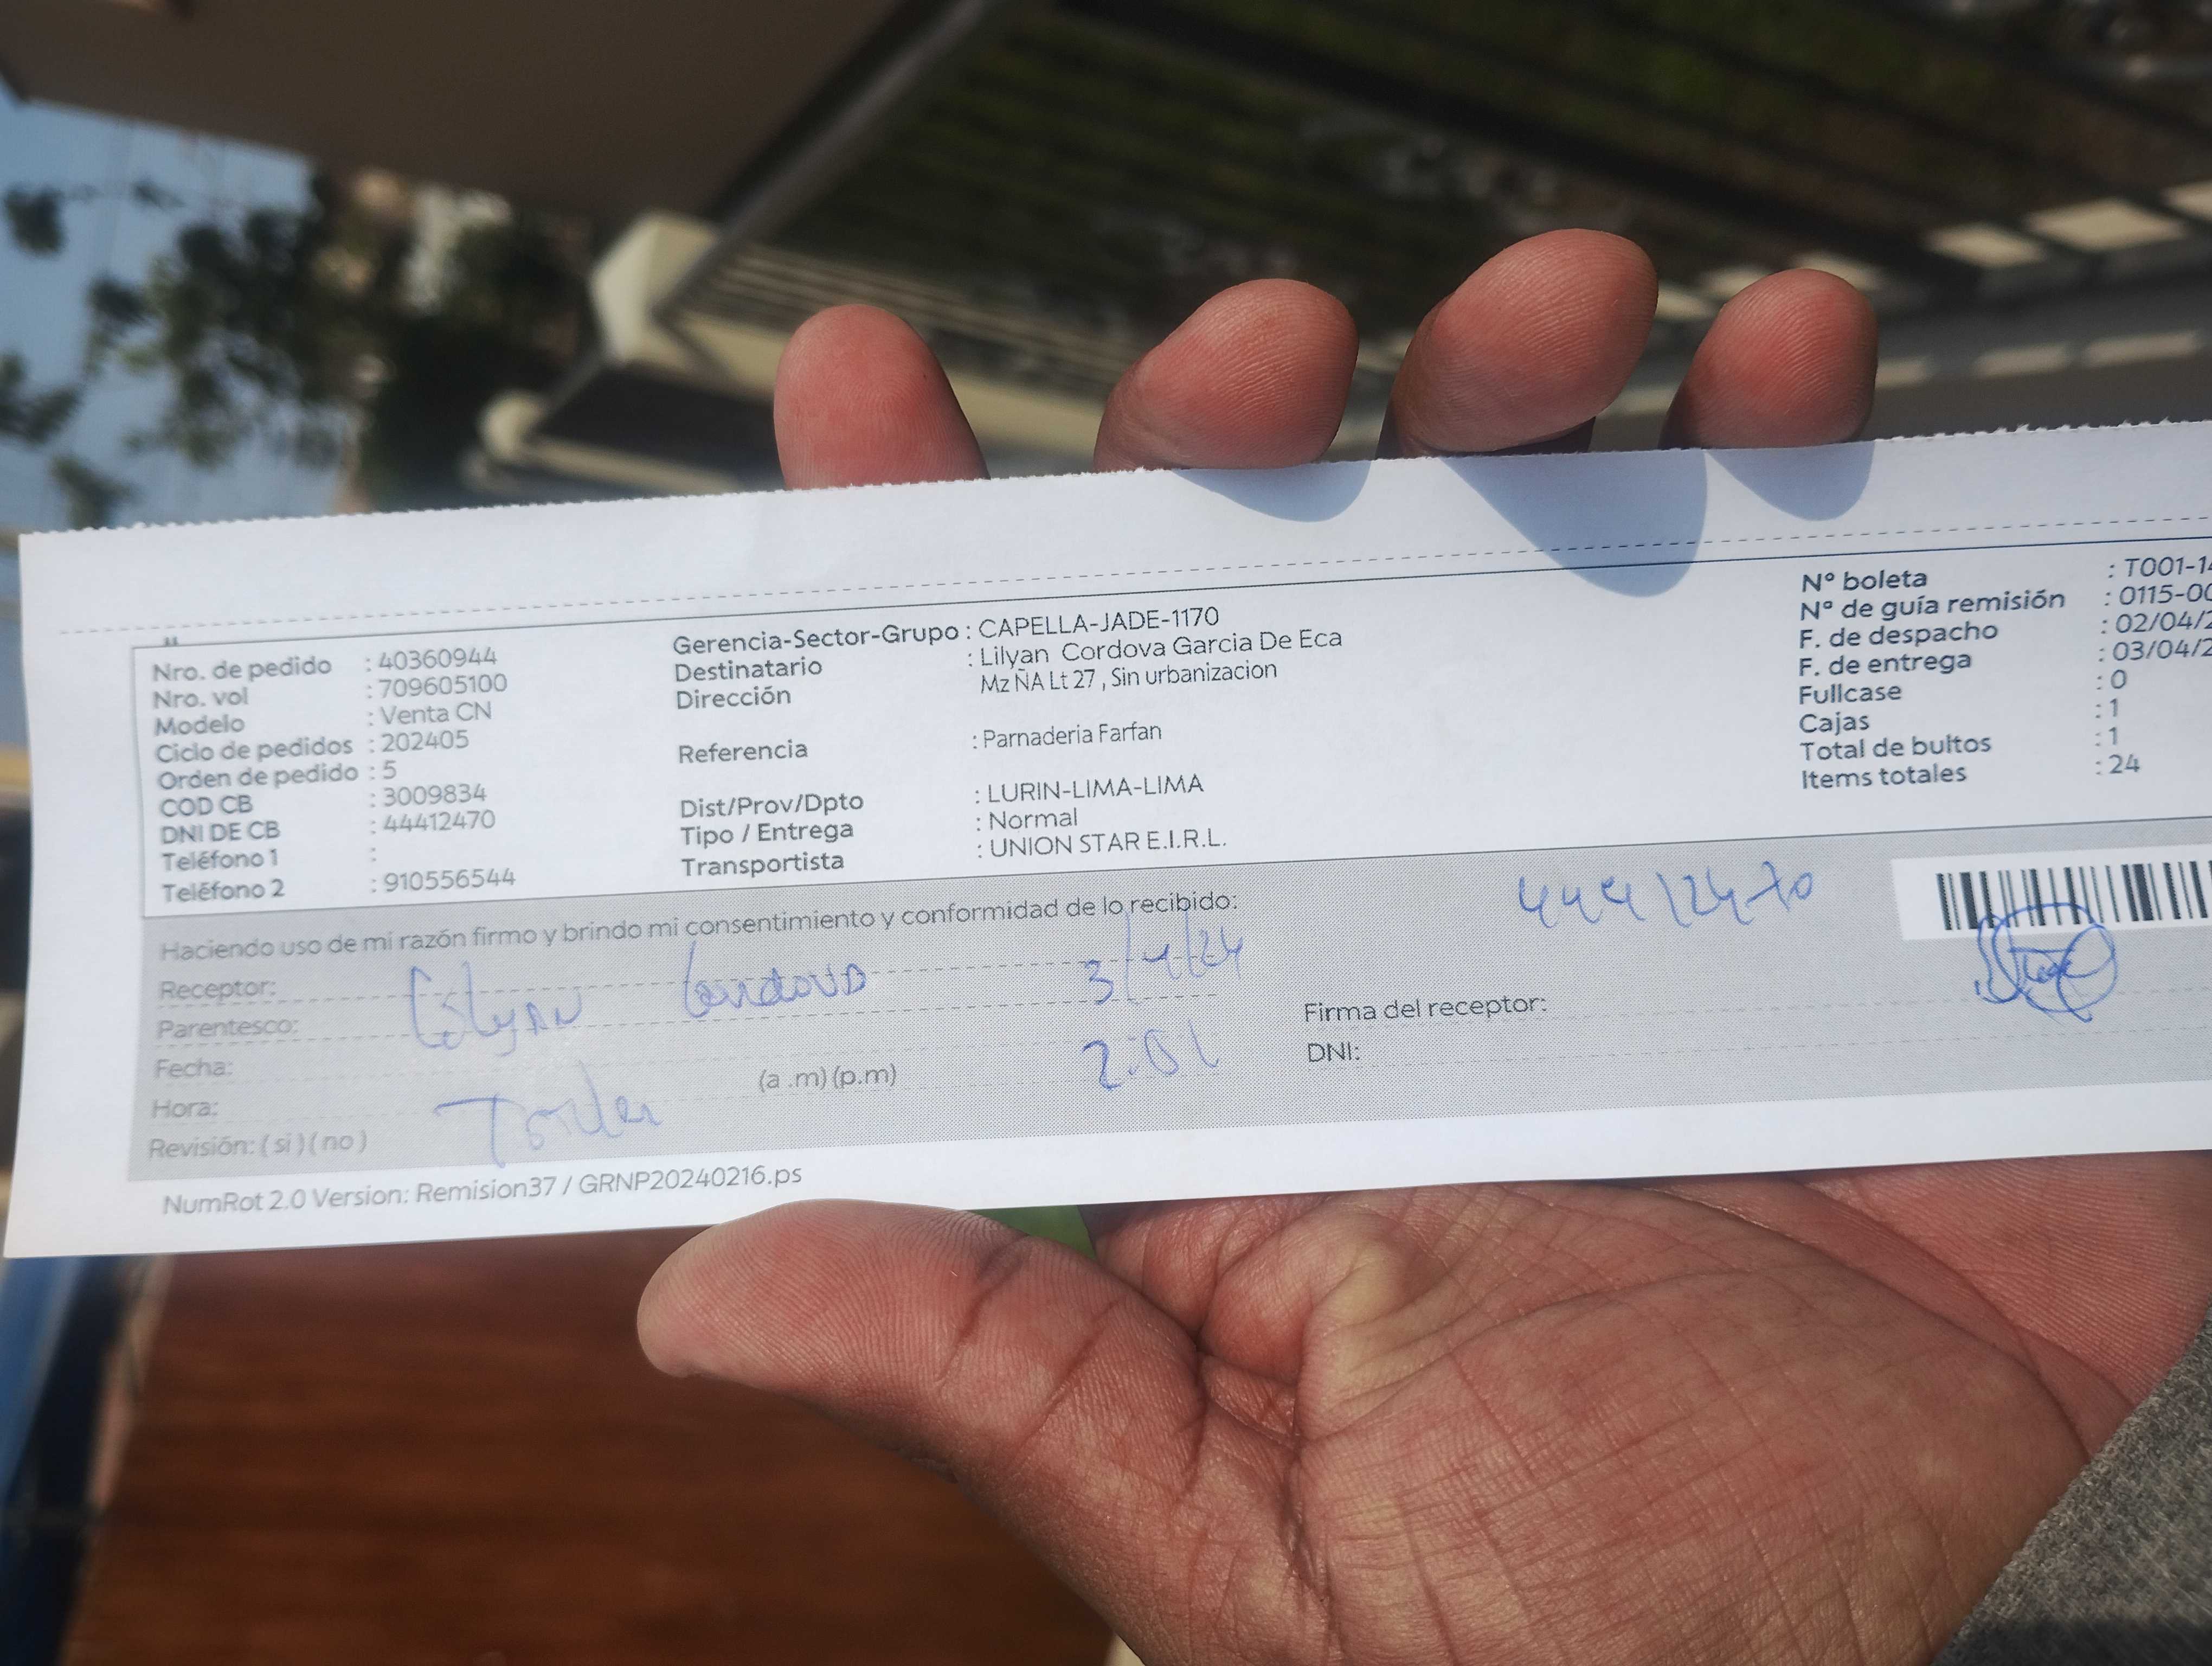 Nro. de pedido : 40360944
Nro. vol : 709605100
Modelo : Venta CN
Ciclo de pedidos : 202405
Orden de pedido : 5
COD CB : 3009834
DNI DE CB : 44412470
Teléfono 1 :
Teléfono 2 : 910556544
Gerencia-Sector-Grupo : CAPELLA-JADE-1170
Destinatario : Lilyan Cordova Garcia De Eca
Dirección Mz ÑA Lt 27 , Sin urbanizacion
Referencia : Parnaderia Farfan
Dist/Prov/Dpto : LURIN-LIMA-LIMA
Tipo / Entrega : Normal
Transportista : UNION STAR E.I.R.L.
Nº boleta : T001-14
Nº de guía remisión : 0115-00
F. de despacho : 02/04/2
F. de entrega : 03/04/2
Fullcase : 0
Cajas : 1
Total de bultos : 1
Items totales : 24
Haciendo uso de mi razón firmo y brindo mi consentimiento y conformidad de lo recibido:
44412470
Receptor: Lilyan Cordova 3/4/24
Parentesco:
Fecha:
Hora: (a .m) (p.m)
Revisión: ( si ) ( no )
Firma del receptor:
DNI:
NumRot 2.0 Version: Remision37 / GRNP20240216.ps